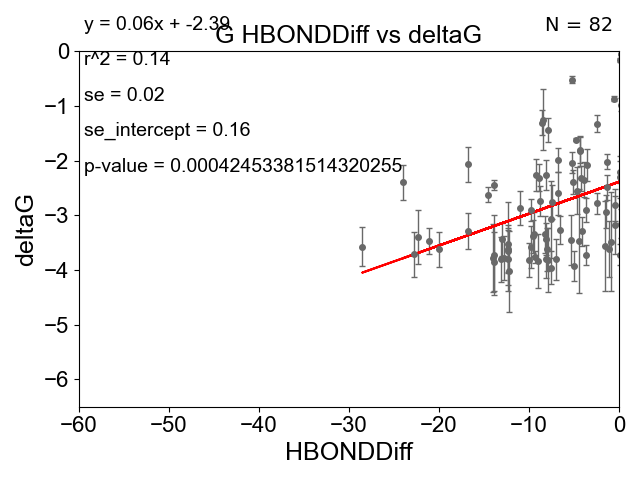 y = 0.06x + -2.39
N = 82
G HBONDDiff vs deltaG
r^2 = 0.14
se = 0.02
se_intercept = 0.16
p-value = 0.00042453381514320255
0
−1
−2
−3
−4
−5
−6
deltaG
−60 −50 −40 −30 −20 −10 0
HBONDDiff